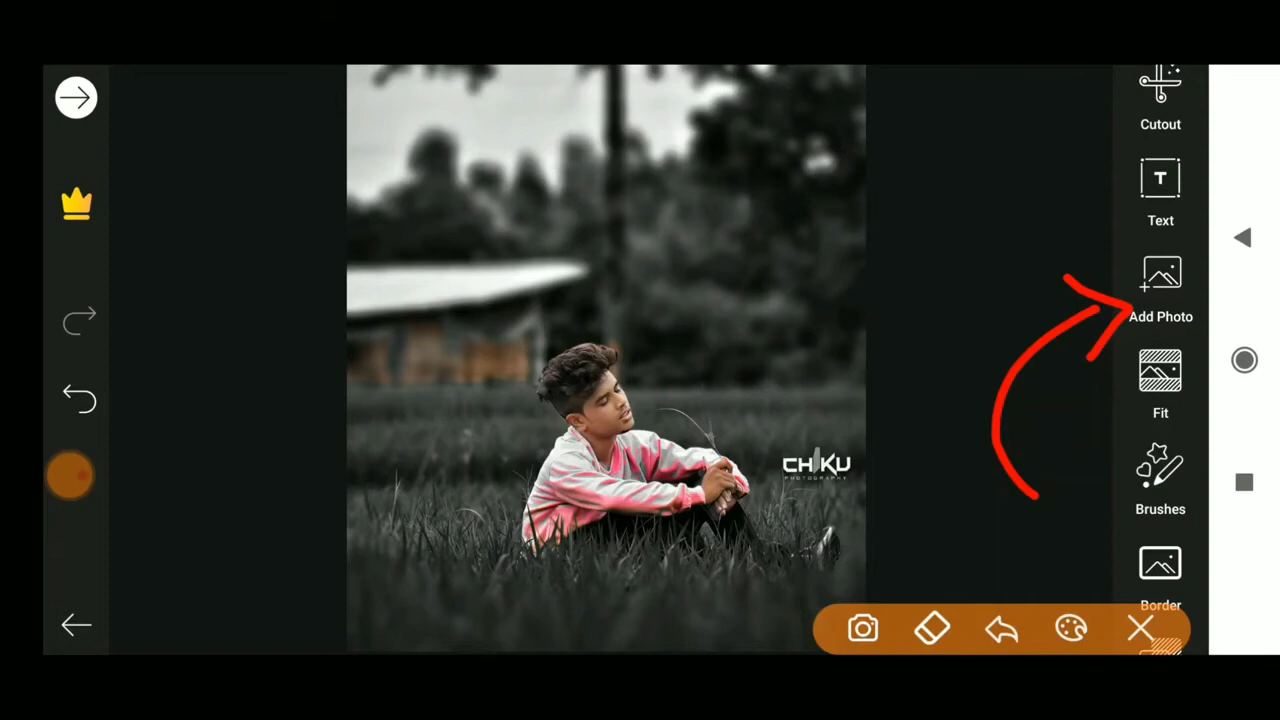 Cutout
Text
Add Photo
Fit
CHIKU
PHOTOGRAPHY
Brushes
Border